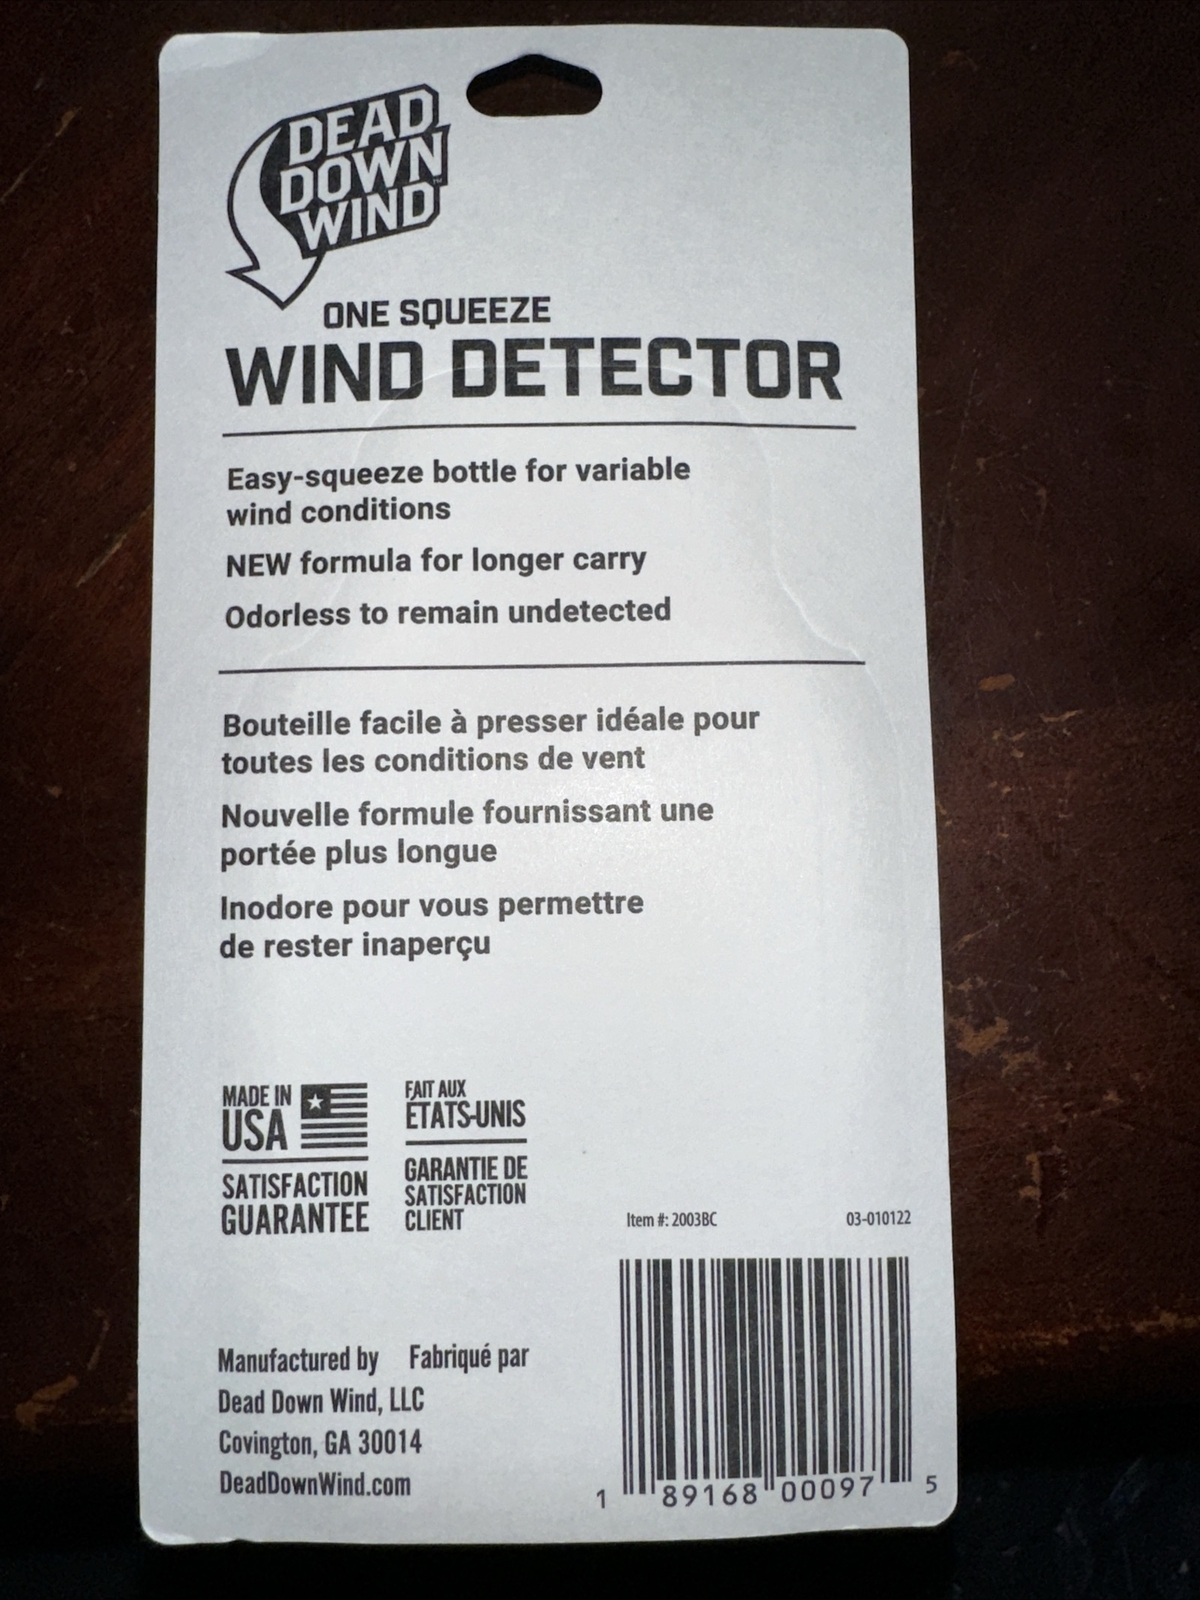 DEAD
DOWN
WIND™
ONE SQUEEZE
WIND DETECTOR
Easy-squeeze bottle for variable
wind conditions
NEW formula for longer carry
Odorless to remain undetected
Bouteille facile à presser idéale pour
toutes les conditions de vent
Nouvelle formule fournissant une
portée plus longue
Inodore pour vous permettre
de rester inaperçu
MADE IN
USA
SATISFACTION
GUARANTEE
FAIT AUX
ÉTATS-UNIS
GARANTIE DE
SATISFACTION
CLIENT
Item #: 2003BC 03-010122
Manufactured by Fabriqué par
Dead Down Wind, LLC
Covington, GA 30014
DeadDownWind.com
1 89168 00097 5